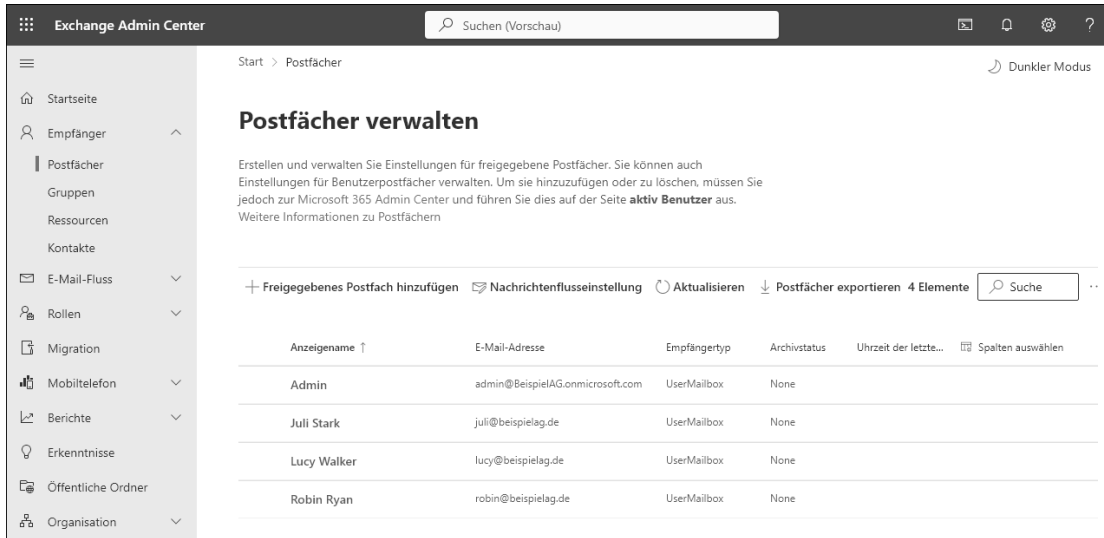 Exchange Admin Center
Suchen (Vorschau)
?
Start > Postfächer
Dunkler Modus
Startseite
Empfänger
Postfächer
Gruppen
Ressourcen
Kontakte
E-Mail-Fluss
Rollen
Migration
Mobiltelefon
Berichte
Erkenntnisse
Öffentliche Ordner
Organisation
Postfächer verwalten
Erstellen und verwalten Sie Einstellungen für freigegebene Postfächer. Sie können auch
Einstellungen für Benutzerpostfächer verwalten. Um sie hinzuzufügen oder zu löschen, müssen Sie
jedoch zur Microsoft 365 Admin Center und führen Sie dies auf der Seite aktiv Benutzer aus.
Weitere Informationen zu Postfächern
Freigegebenes Postfach hinzufügen Nachrichtenflusseinstellung Aktualisieren Postfächer exportieren 4 Elemente Suche
Anzeigename ↑ E-Mail-Adresse Empfängertyp Archivstatus Uhrzeit der letzte... Spalten auswählen
Admin admin@BeispielAG.onmicrosoft.com UserMailbox None
Juli Stark juli@beispielag.de UserMailbox None
Lucy Walker lucy@beispielag.de UserMailbox None
Robin Ryan robin@beispielag.de UserMailbox None